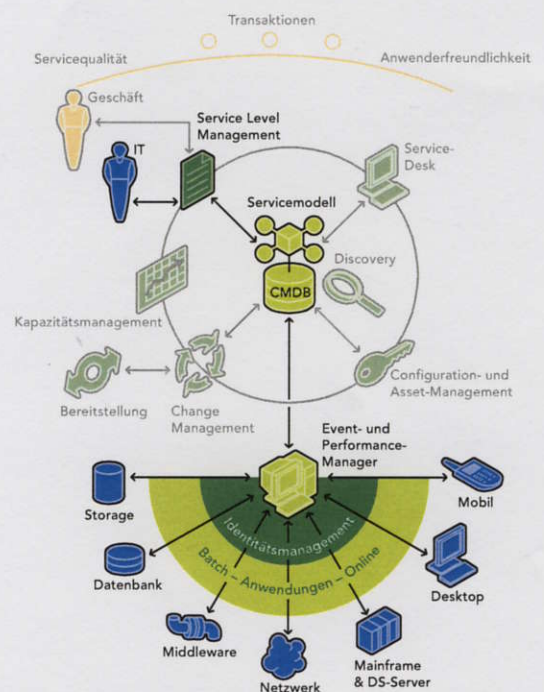 Transaktionen
Servicequalität
Anwenderfreundlichkeit
Geschäft
Service Level
Management
IT
Service-
Desk
Servicemodell
Discovery
CMDB
Kapazitätsmanagement
Bereitstellung
Change
Management
Configuration- und
Asset-Management
Event- und
Performance-
Manager
Storage
Mobil
Identitätsmanagement
Batch – Anwendungen – Online
Datenbank
Desktop
Middleware
Netzwerk
Mainframe
& DS-Server